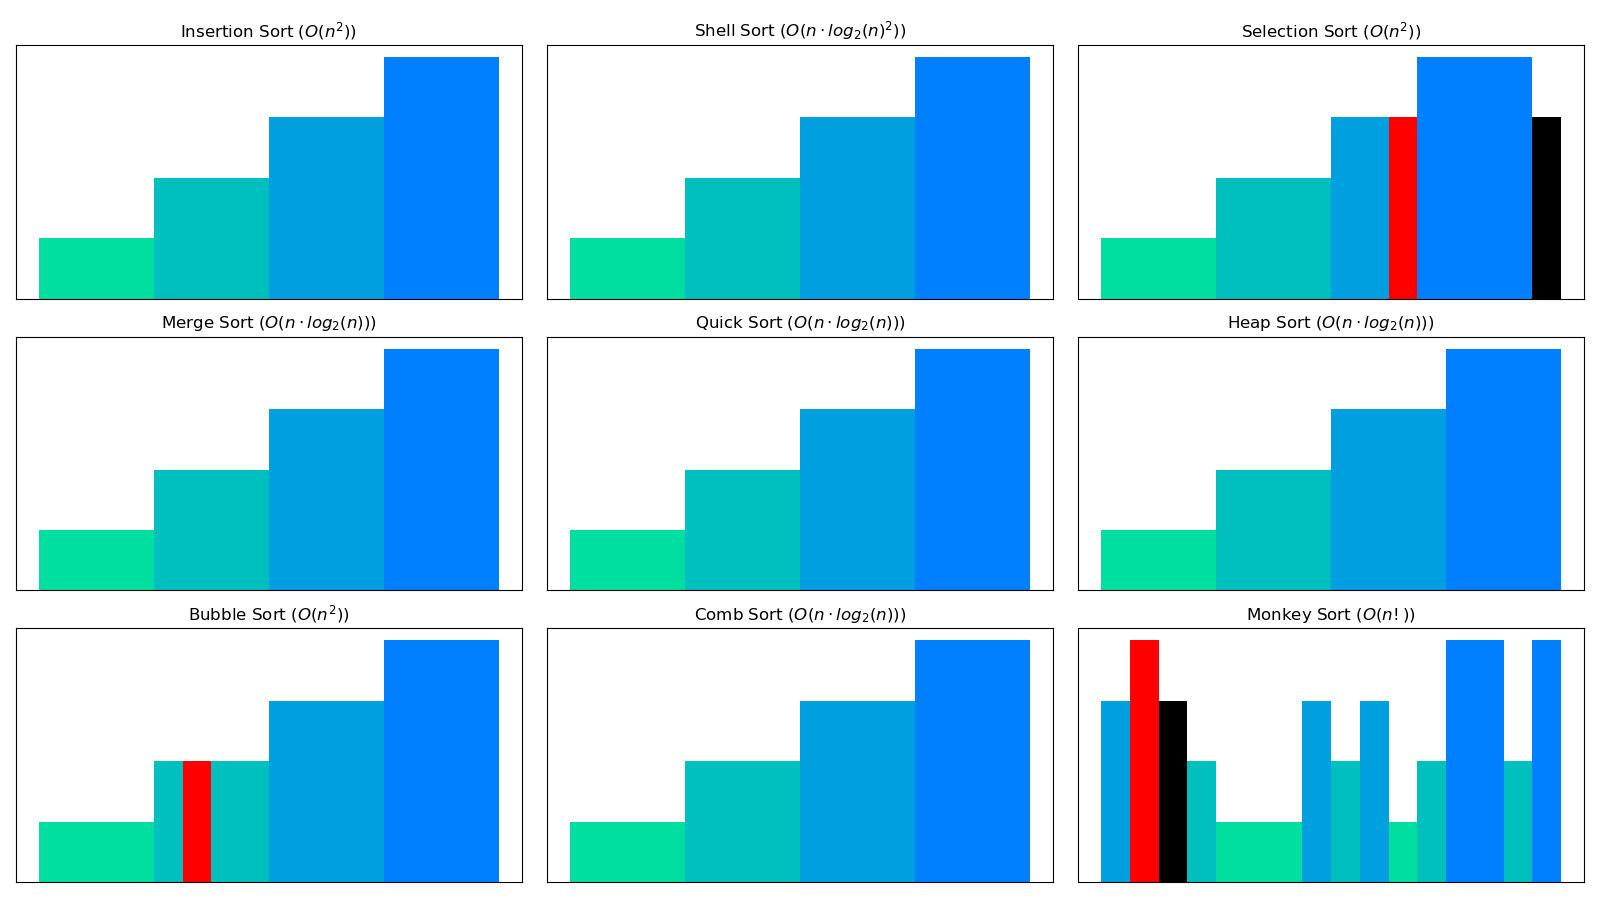 Insertion Sort (O(n²))
Shell Sort (O(n · log₂(n)²))
Selection Sort (O(n²))
Merge Sort (O(n · log₂(n)))
Quick Sort (O(n · log₂(n)))
Heap Sort (O(n · log₂(n)))
Bubble Sort (O(n²))
Comb Sort (O(n · log₂(n)))
Monkey Sort (O(n!))